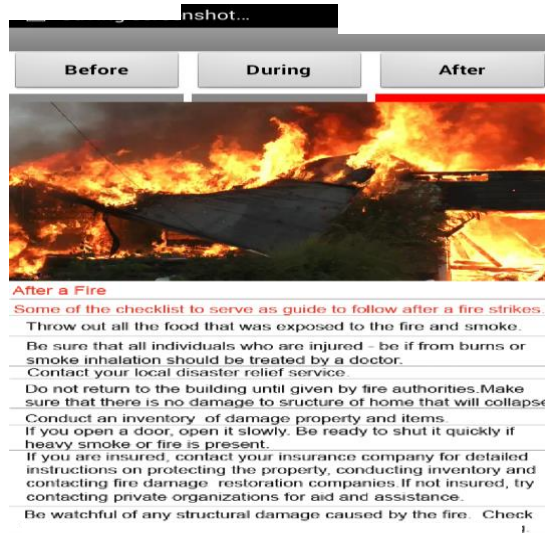 nshot...
Before During After
After a Fire
Some of the checklist to serve as guide to follow after a fire strikes.
Throw out all the food that was exposed to the fire and smoke.
Be sure that all individuals who are injured - be if from burns or
smoke inhalation should be treated by a doctor.
Contact your local disaster relief service.
Do not return to the building until given by fire authorities.Make
sure that there is no damage to sructure of home that will collapse
Conduct an inventory of damage property and items
If you open a door, open it slowly. Be ready to shut it quickly if
heavy smoke or fire is present.
If you are insured, contact your insurance company for detailed
instructions on protecting the property, conducting inventory and
contacting fire damage restoration companies.If not insured, try
contacting private organizations for aid and assistance.
Be watchful of any structural damage caused by the fire. Check